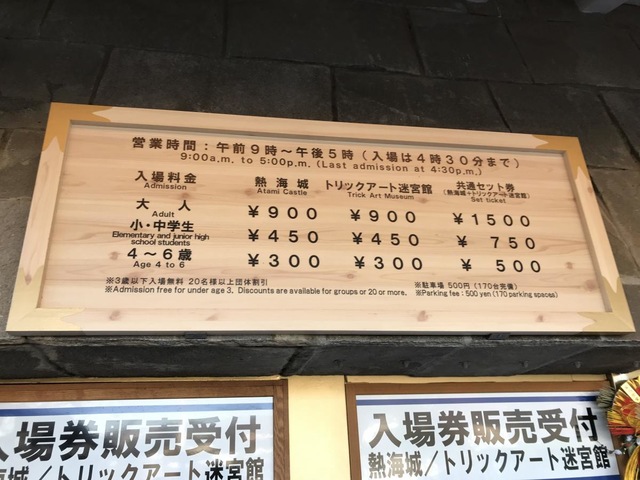 営業時間：午前9時～午後5時（入場は4時30分まで）
9:00a.m. to 5:00p.m. (Last admission at 4:30p.m.)
入場料金 熱海城 トリックアート迷宮館 共通セット券
Admission Atami Castle Trick Art Museum （熱海城+トリックアート迷宮館）
Set ticket
大人 ¥900 ¥900 ¥1500
Adult
小・中学生 ¥450 ¥450 ¥750
Elementary and junior high
school students
4～6歳 ¥300 ¥300 ¥500
Age 4 to 6
※3歳以下入場無料 20名様以上団体割引 ※駐車場 500円（170台完備）
※Admission free for under age 3. Discounts are available for groups or 20 or more. ※Parking fee : 500 yen (170 parking spaces)
入場券販売受付 入場券販売受付
海城／トリックアート迷宮館 熱海城／トリックアート迷宮館